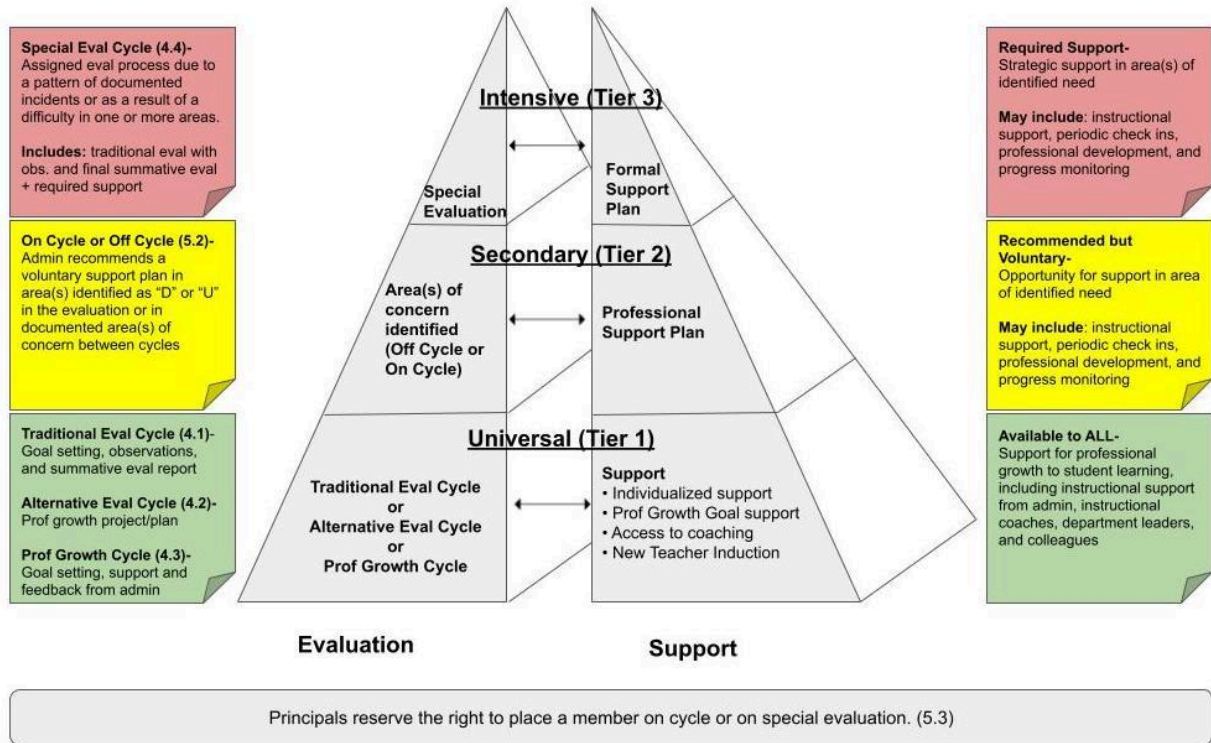 Special Eval Cycle (4.4)-
Assigned eval process due to
a pattern of documented
incidents or as a result of a
difficulty in one or more areas.
Includes: traditional eval with
obs. and final summative eval
+ required support
On Cycle or Off Cycle (5.2)-
Admin recommends a
voluntary support plan in
area(s) identified as “D” or “U”
in the evaluation or in
documented area(s) of
concern between cycles
Traditional Eval Cycle (4.1)-
Goal setting, observations,
and summative eval report
Alternative Eval Cycle (4.2)-
Prof growth project/plan
Prof Growth Cycle (4.3)-
Goal setting, support and
feedback from admin
Intensive (Tier 3)
Special
Evaluation
Formal
Support
Plan
Secondary (Tier 2)
Area(s) of
concern
identified
(Off Cycle or
On Cycle)
Professional
Support Plan
Universal (Tier 1)
Traditional Eval Cycle
or
Alternative Eval Cycle
or
Prof Growth Cycle
Support
• Individualized support
• Prof Growth Goal support
• Access to coaching
• New Teacher Induction
Evaluation
Support
Required Support-
Strategic support in area(s) of
identified need
May include: instructional
support, periodic check ins,
professional development, and
progress monitoring
Recommended but
Voluntary-
Opportunity for support in area
of identified need
May include: instructional
support, periodic check ins,
professional development, and
progress monitoring
Available to ALL-
Support for professional
growth to student learning,
including instructional support
from admin, instructional
coaches, department leaders,
and colleagues
Principals reserve the right to place a member on cycle or on special evaluation. (5.3)